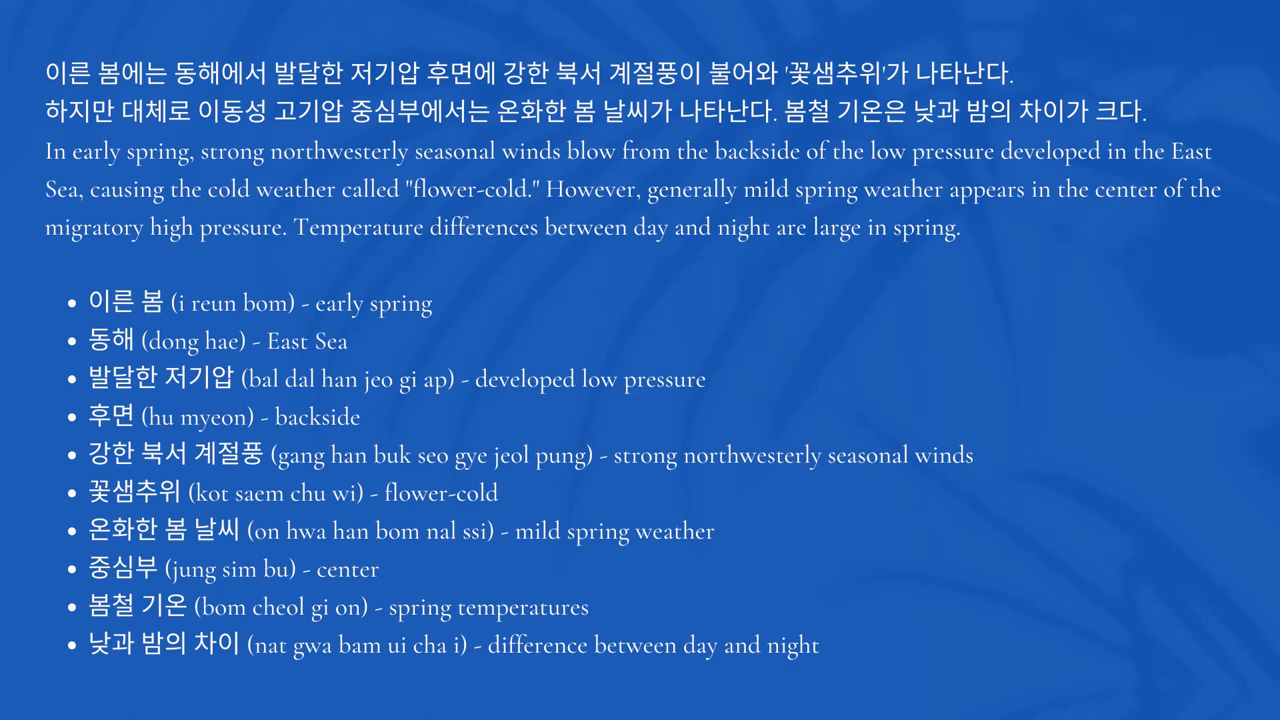 이른 봄에는 동해에서 발달한 저기압 후면에 강한 북서 계절풍이 불어와 '꽃샘추위'가 나타난다.
하지만 대체로 이동성 고기압 중심부에서는 온화한 봄 날씨가 나타난다. 봄철 기온은 낮과 밤의 차이가 크다.
In early spring, strong northwesterly seasonal winds blow from the backside of the low pressure developed in the East
Sea, causing the cold weather called "flower-cold." However, generally mild spring weather appears in the center of the
migratory high pressure. Temperature differences between day and night are large in spring.
• 이른 봄 (i reun bom) - early spring
• 동해 (dong hae) - East Sea
• 발달한 저기압 (bal dal han jeo gi ap) - developed low pressure
• 후면 (hu myeon) - backside
• 강한 북서 계절풍 (gang han buk seo gye jeol pung) - strong northwesterly seasonal winds
• 꽃샘추위 (kot saem chu wi) - flower-cold
• 온화한 봄 날씨 (on hwa han bom nal ssi) - mild spring weather
• 중심부 (jung sim bu) - center
• 봄철 기온 (bom cheol gi on) - spring temperatures
• 낮과 밤의 차이 (nat gwa bam ui cha i) - difference between day and night